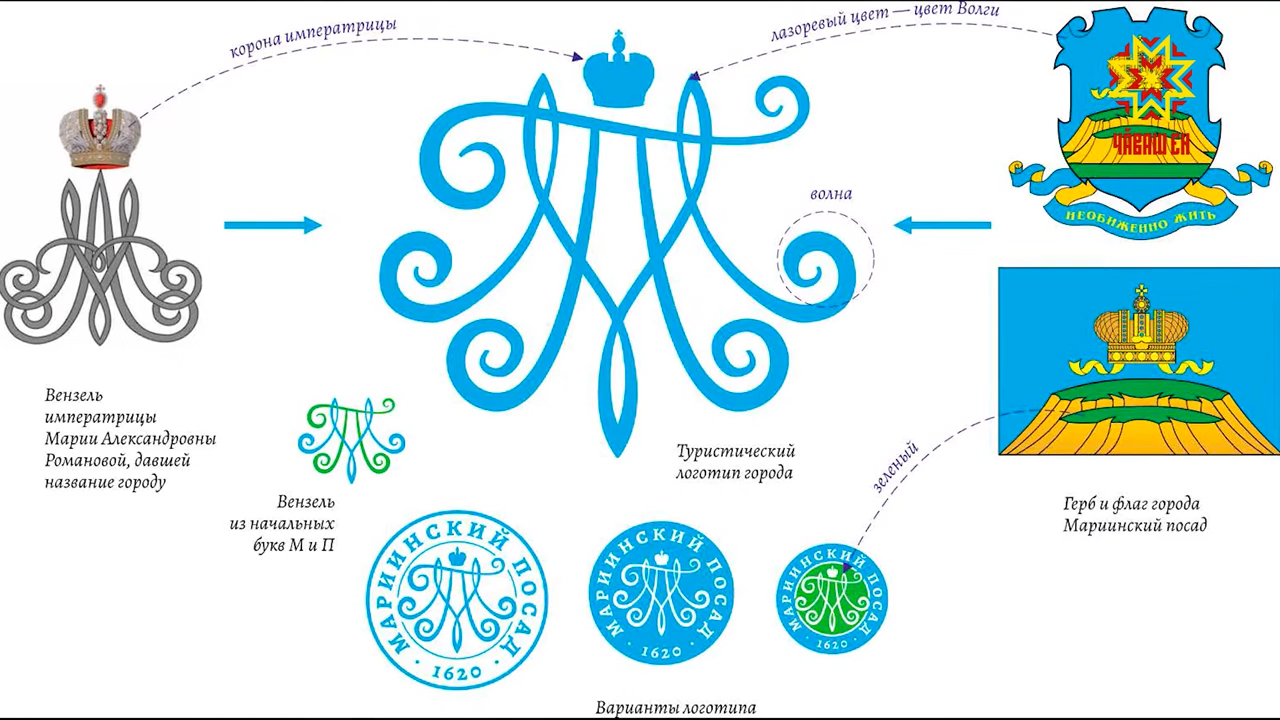 корона императрицы
лазоревый цвет — цвет Волги
ЧӐВАШ ЕН
НЕОБИЖЕННО ЖИТЬ
волна
Вензель
императрицы
Марии Александровны
Романовой, давшей
название городу
Вензель
из начальных
букв М и П
Туристический
логотип города
зеленый
Герб и флаг города
Мариинский посад
МАРИИНСКИЙ ПОСАД
· 1620 ·
МАРИИНСКИЙ ПОСАД
· 1620 ·
МАРИИНСКИЙ ПОСАД
· 1620 ·
Варианты логотипа